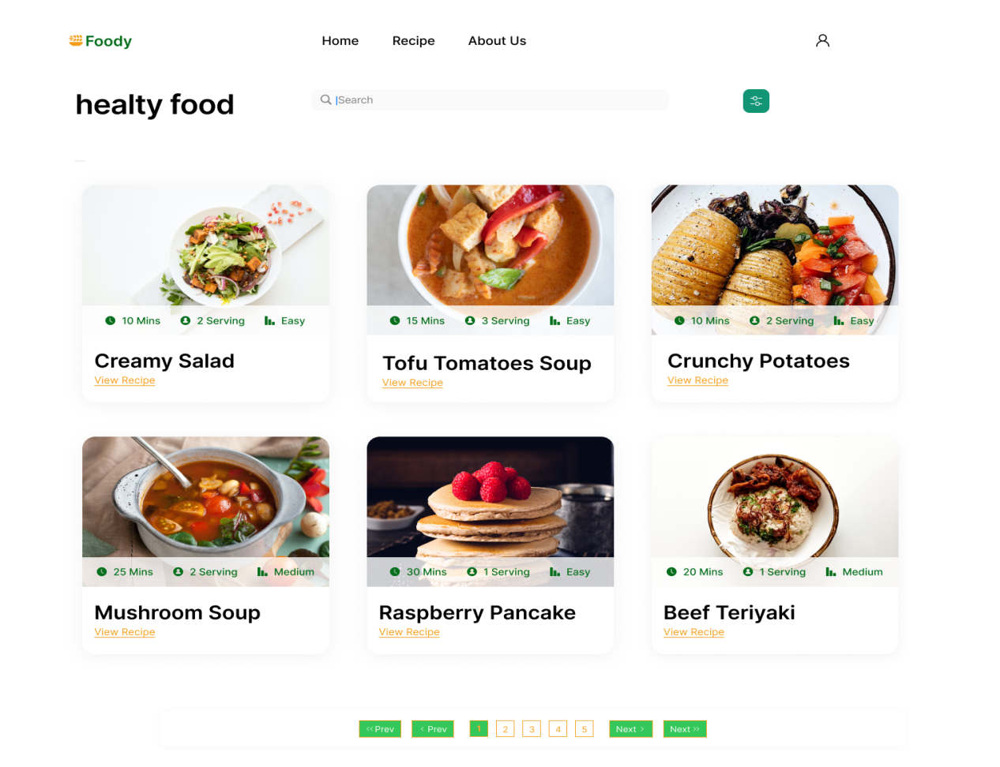 Foody
Home Recipe About Us
healty food
Search
10 Mins 2 Serving Easy
Creamy Salad
View Recipe
15 Mins 3 Serving Easy
Tofu Tomatoes Soup
View Recipe
10 Mins 2 Serving Easy
Crunchy Potatoes
View Recipe
25 Mins 2 Serving Medium
Mushroom Soup
View Recipe
30 Mins 1 Serving Easy
Raspberry Pancake
View Recipe
20 Mins 1 Serving Medium
Beef Teriyaki
View Recipe
<< Prev < Prev 1 2 3 4 5 Next > Next >>